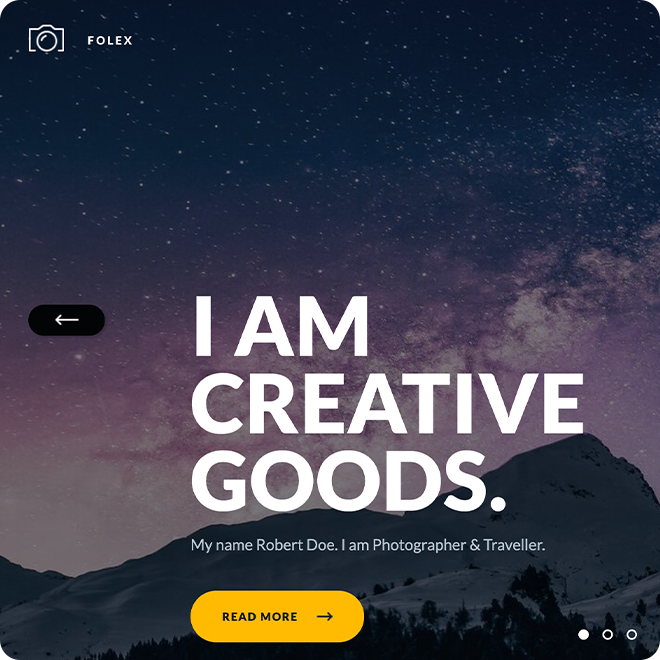 FOLEX
I AM
CREATIVE
GOODS.
My name Robert Doe. I am Photographer & Traveller.
READ MORE